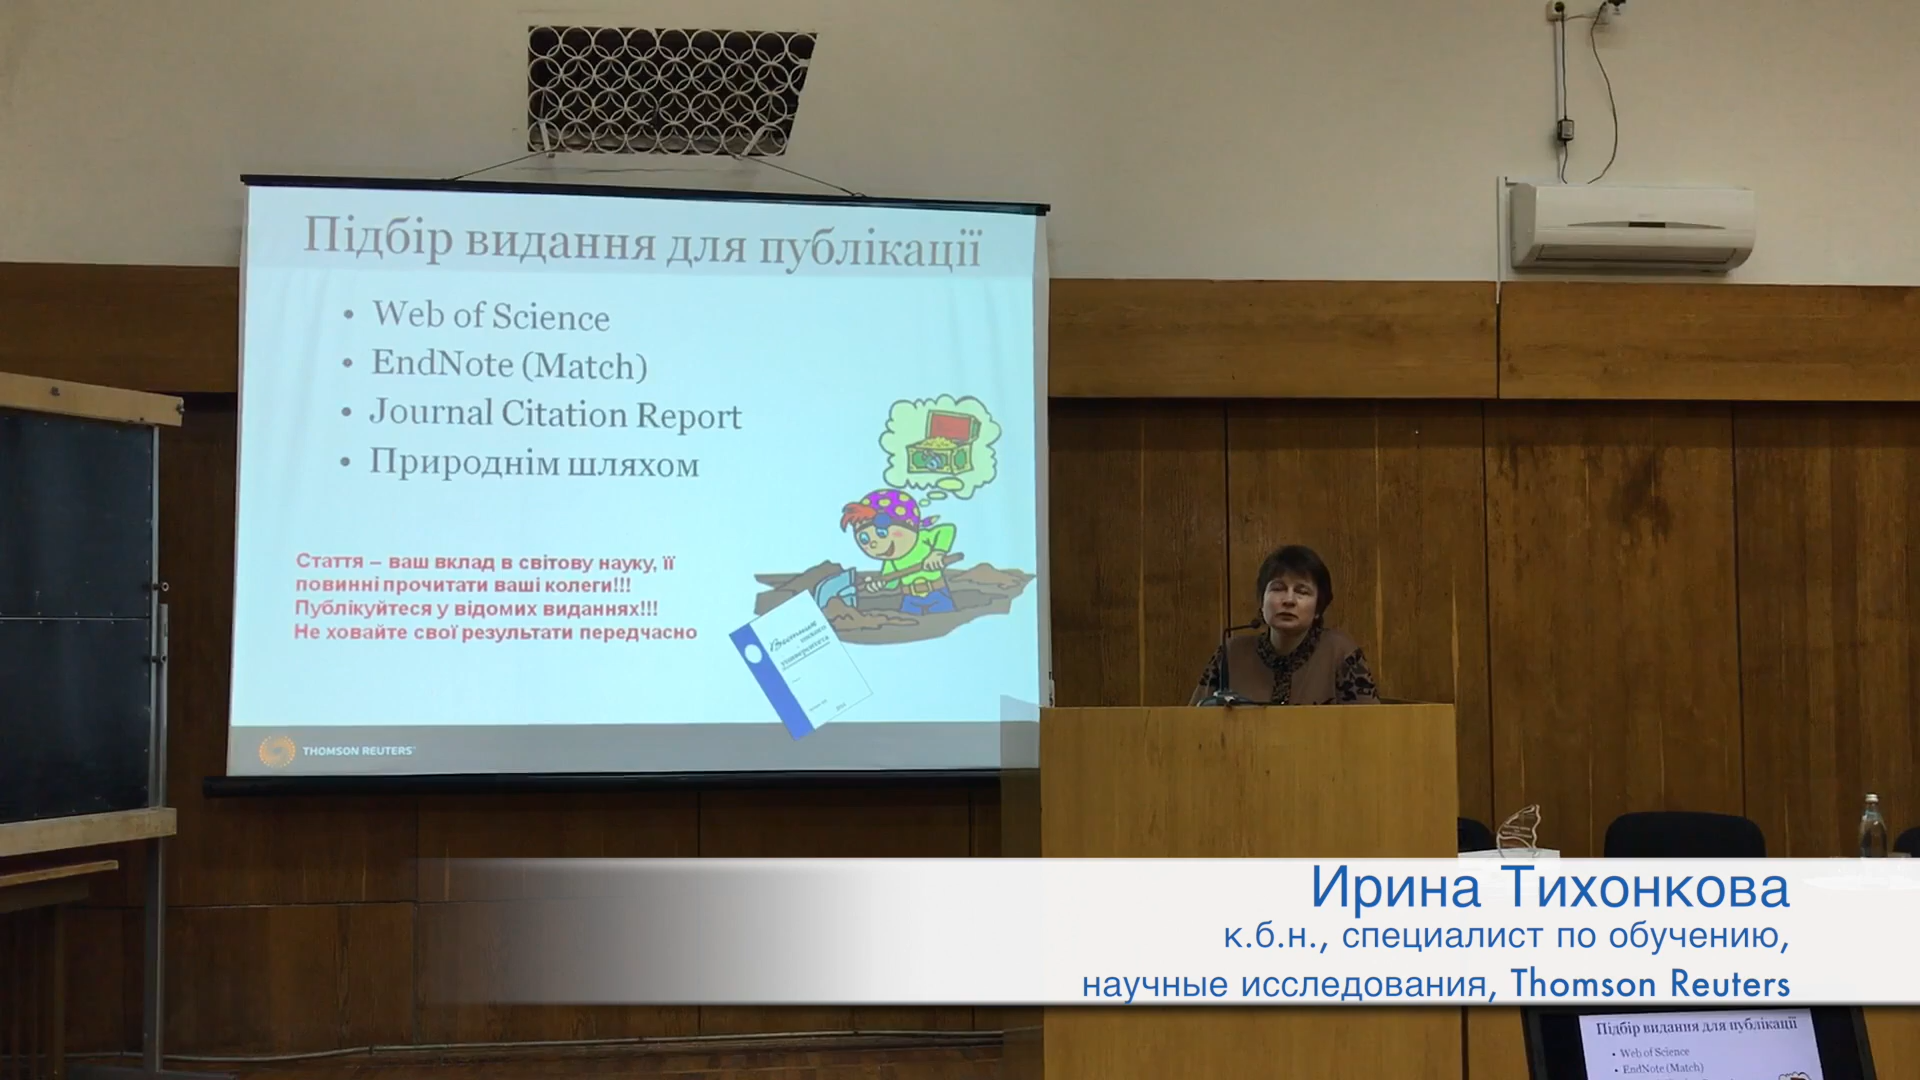 Підбір видання для публікації
• Web of Science
• EndNote (Match)
• Journal Citation Report
• Природнім шляхом
Стаття – ваш вклад в світову науку, її
повинні прочитати ваші колеги!!!
Публікуйтеся у відомих виданнях!!!
Не ховайте свої результати передчасно
Вестник
университета
THOMSON REUTERS
Ирина Тихонкова
к.б.н., специалист по обучению,
научные исследования, Thomson Reuters
Підбір видання для публікації
• Web of Science
• EndNote (Match)